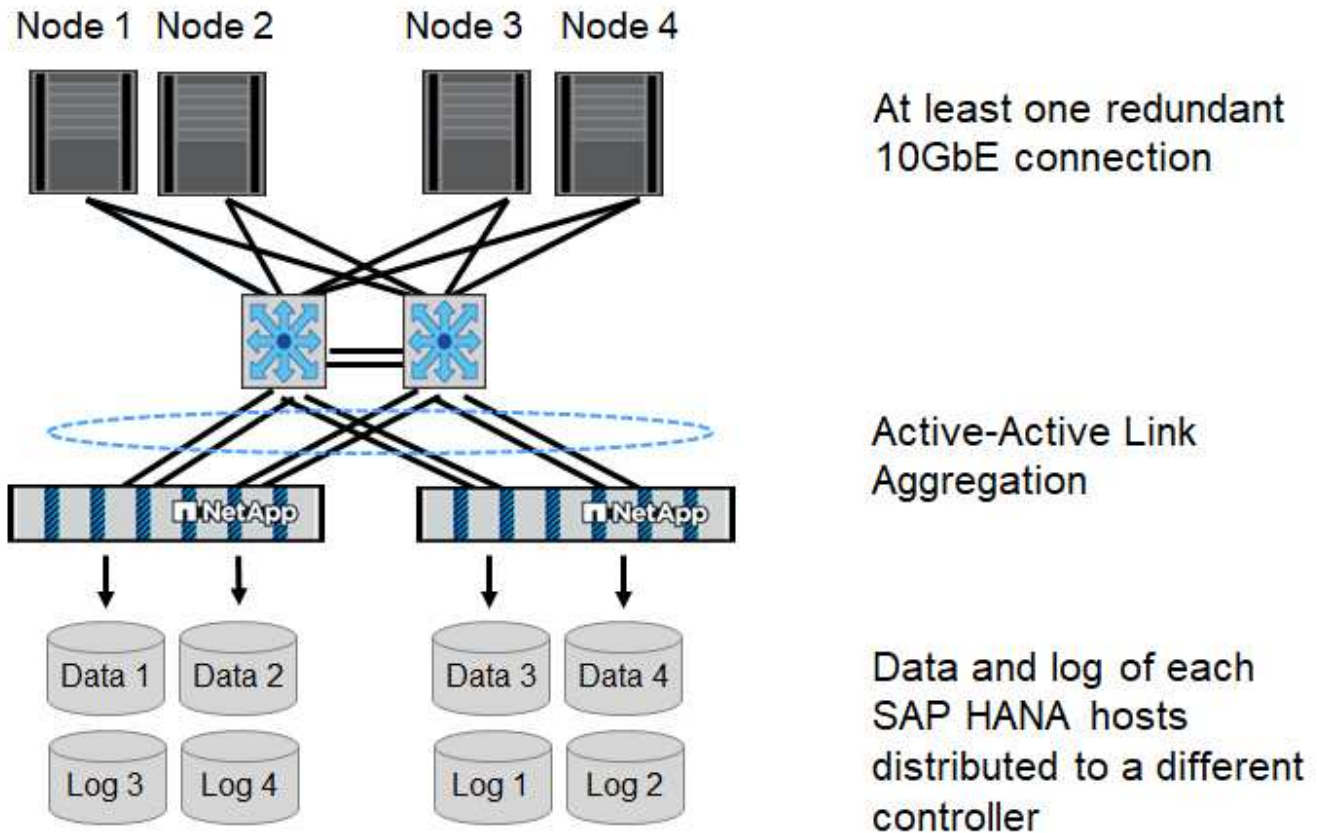 Node 1 Node 2 Node 3 Node 4
At least one redundant
10GbE connection
Active-Active Link
Aggregation
NetApp NetApp
Data 1 Data 2 Data 3 Data 4
Log 3 Log 4 Log 1 Log 2
Data and log of each
SAP HANA hosts
distributed to a different
controller